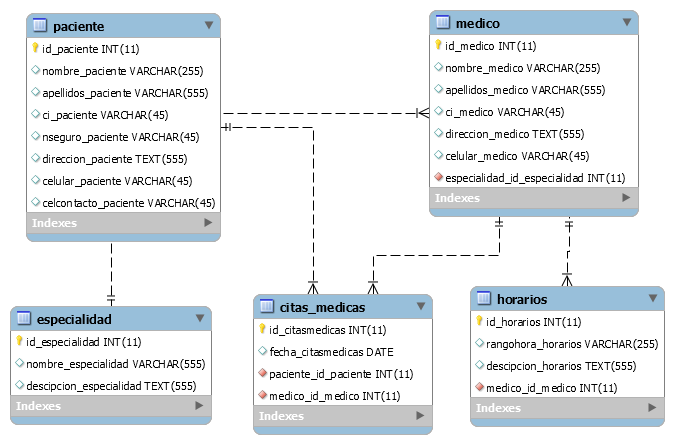 paciente
id_paciente INT(11)
nombre_paciente VARCHAR(255)
apellidos_paciente VARCHAR(555)
ci_paciente VARCHAR(45)
nseguro_paciente VARCHAR(45)
direccion_paciente TEXT(555)
celular_paciente VARCHAR(45)
celcontacto_paciente VARCHAR(45)
Indexes
medico
id_medico INT(11)
nombre_medico VARCHAR(255)
apellidos_medico VARCHAR(555)
ci_medico VARCHAR(45)
direccion_medico TEXT(555)
celular_medico VARCHAR(45)
especialidad_id_especialidad INT(11)
Indexes
especialidad
id_especialidad INT(11)
nombre_especialidad VARCHAR(555)
descipcion_especialidad TEXT(555)
Indexes
citas_medicas
id_citasmedicas INT(11)
fecha_citasmedicas DATE
paciente_id_paciente INT(11)
medico_id_medico INT(11)
Indexes
horarios
id_horarios INT(11)
rangohora_horarios VARCHAR(255)
descipcion_horarios TEXT(555)
medico_id_medico INT(11)
Indexes